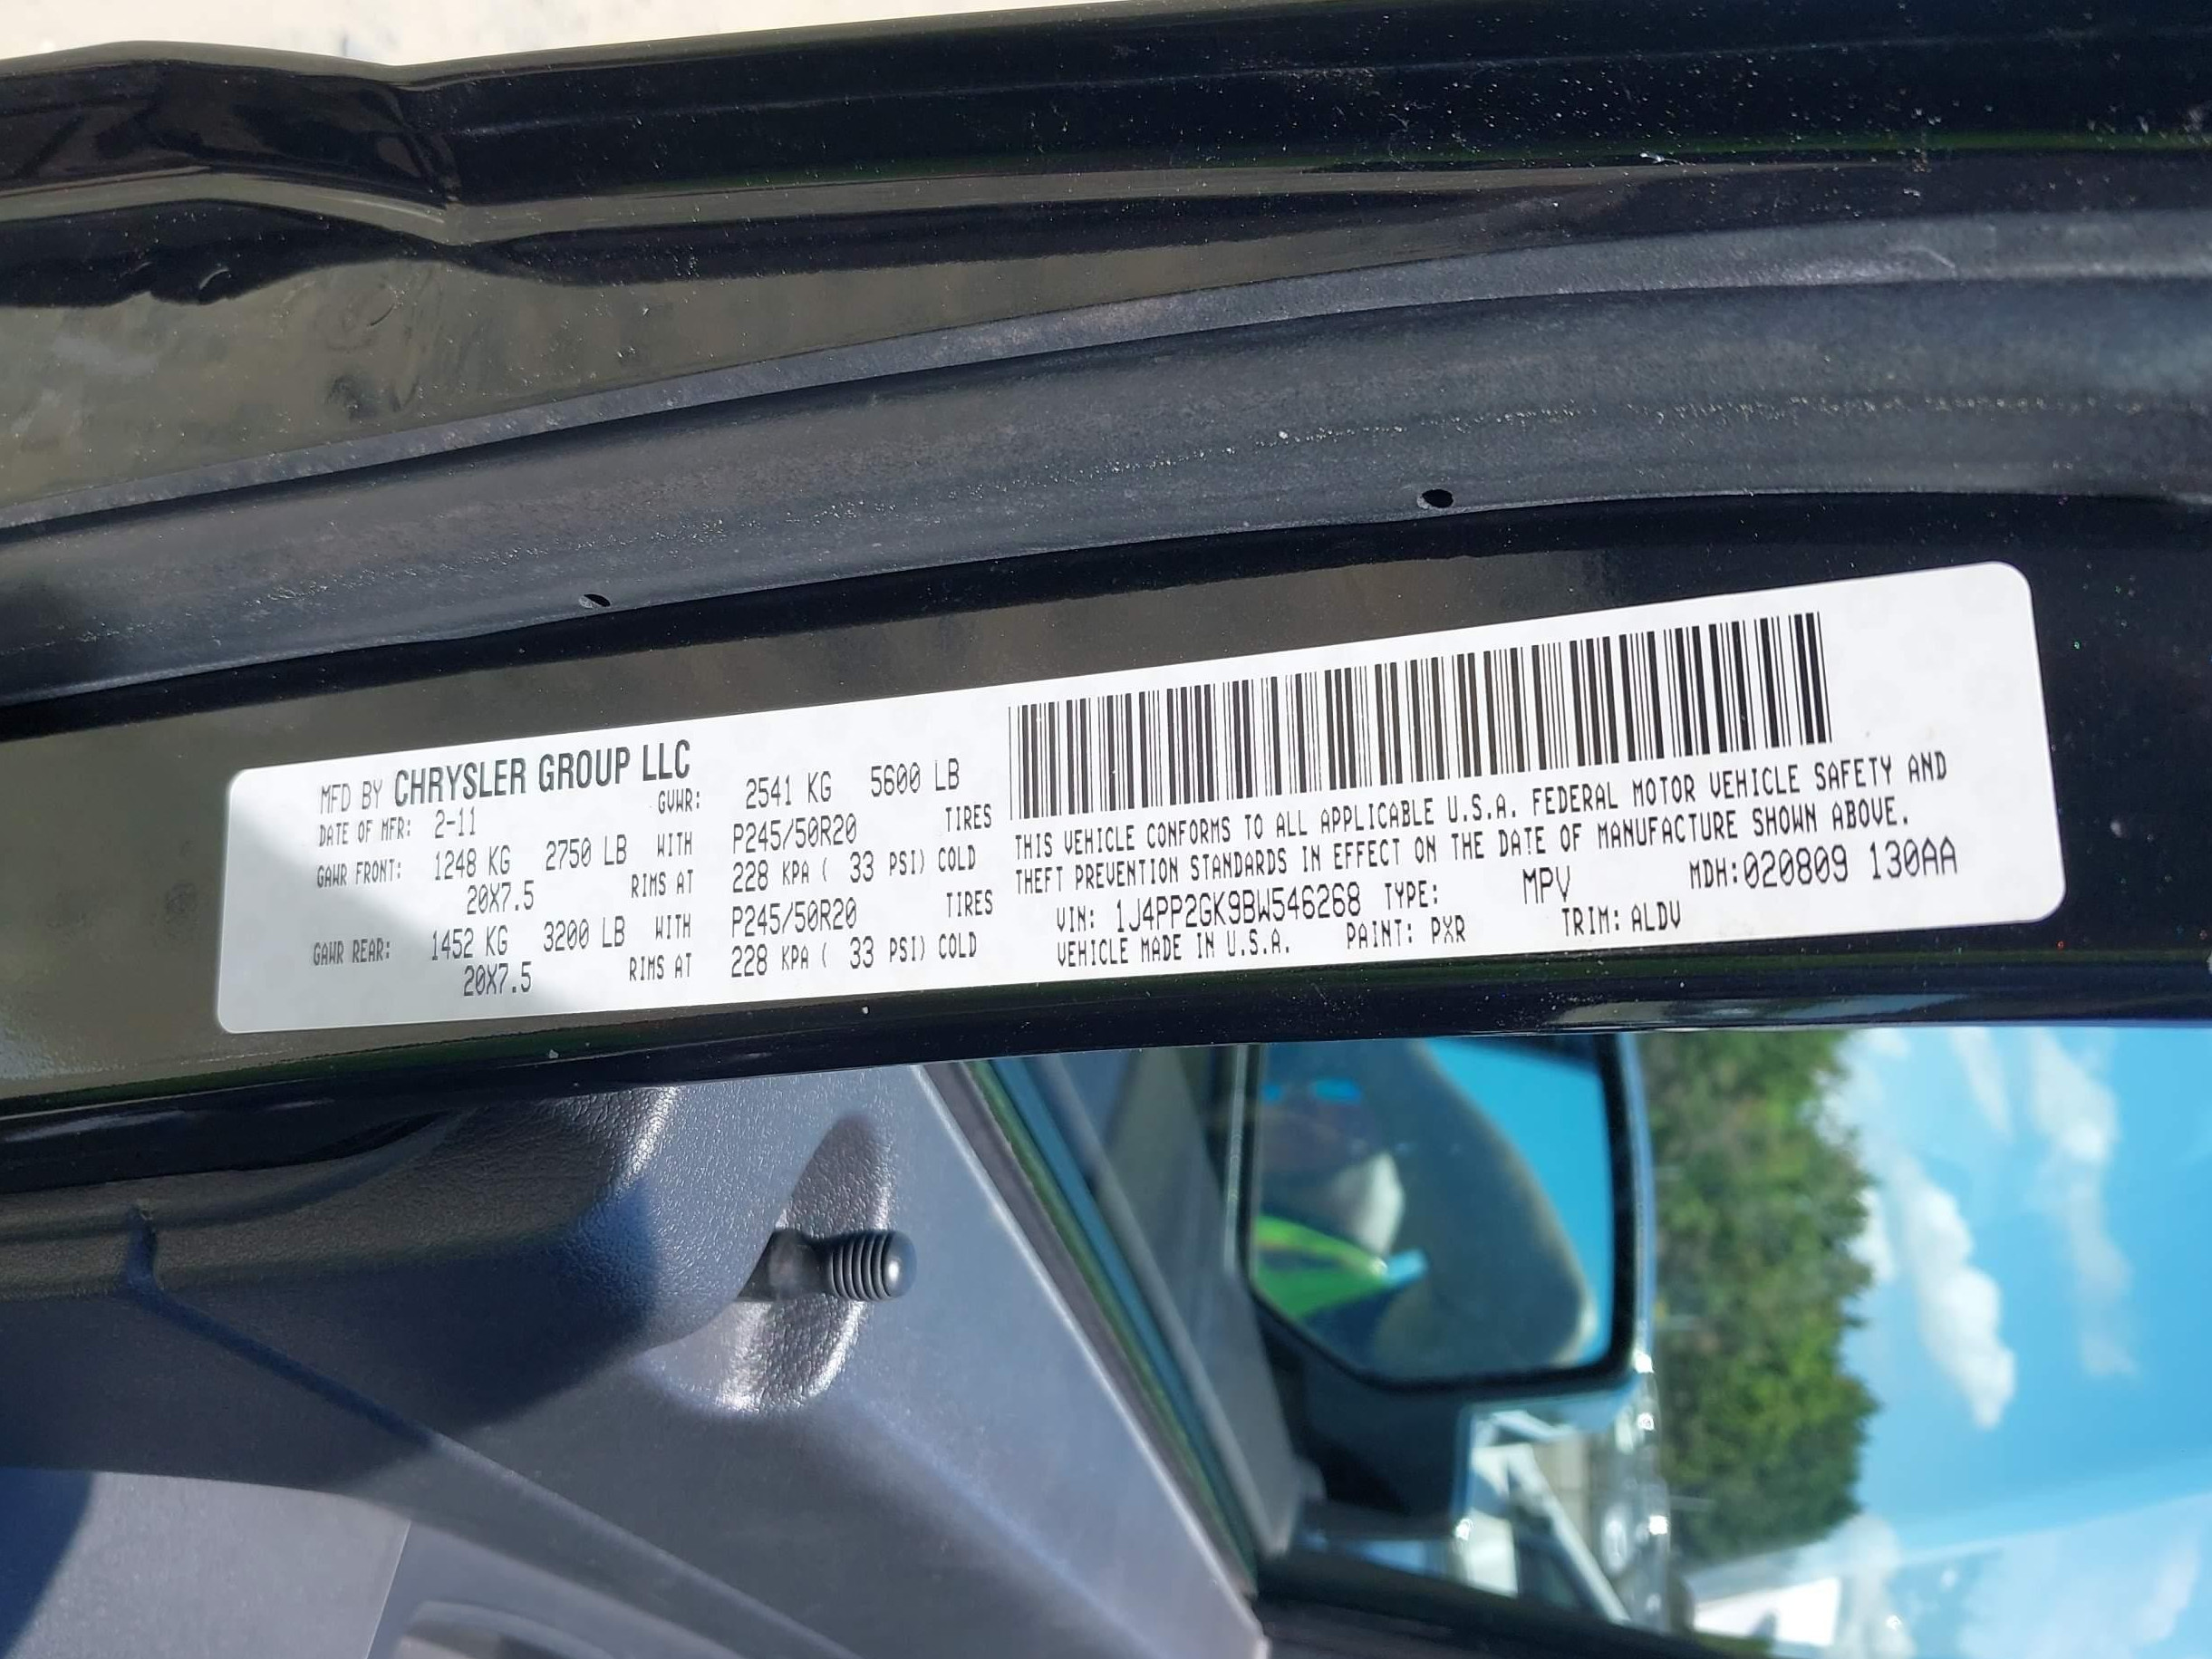 MFD BY CHRYSLER GROUP LLC
DATE OF MFR: 2-11 GVWR: 2541 KG 5600 LB
GAWR FRONT: 1248 KG 2750 LB WITH P245/50R20 TIRES
20X7.5 RIMS AT 228 KPA ( 33 PSI) COLD
GAWR REAR: 1452 KG 3200 LB WITH P245/50R20 TIRES
20X7.5 RIMS AT 228 KPA ( 33 PSI) COLD
THIS VEHICLE CONFORMS TO ALL APPLICABLE U.S.A. FEDERAL MOTOR VEHICLE SAFETY AND
THEFT PREVENTION STANDARDS IN EFFECT ON THE DATE OF MANUFACTURE SHOWN ABOVE.
VIN: 1J4PP2GK9BW546268 TYPE: MPV MDH:020809 130AA
VEHICLE MADE IN U.S.A. PAINT: PXR TRIM: ALDV